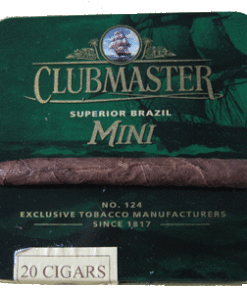 CLUBMASTER
SUPERIOR BRAZIL
MINI
NO. 124
EXCLUSIVE TOBACCO MANUFACTURERS
SINCE 1817
20 CIGARS